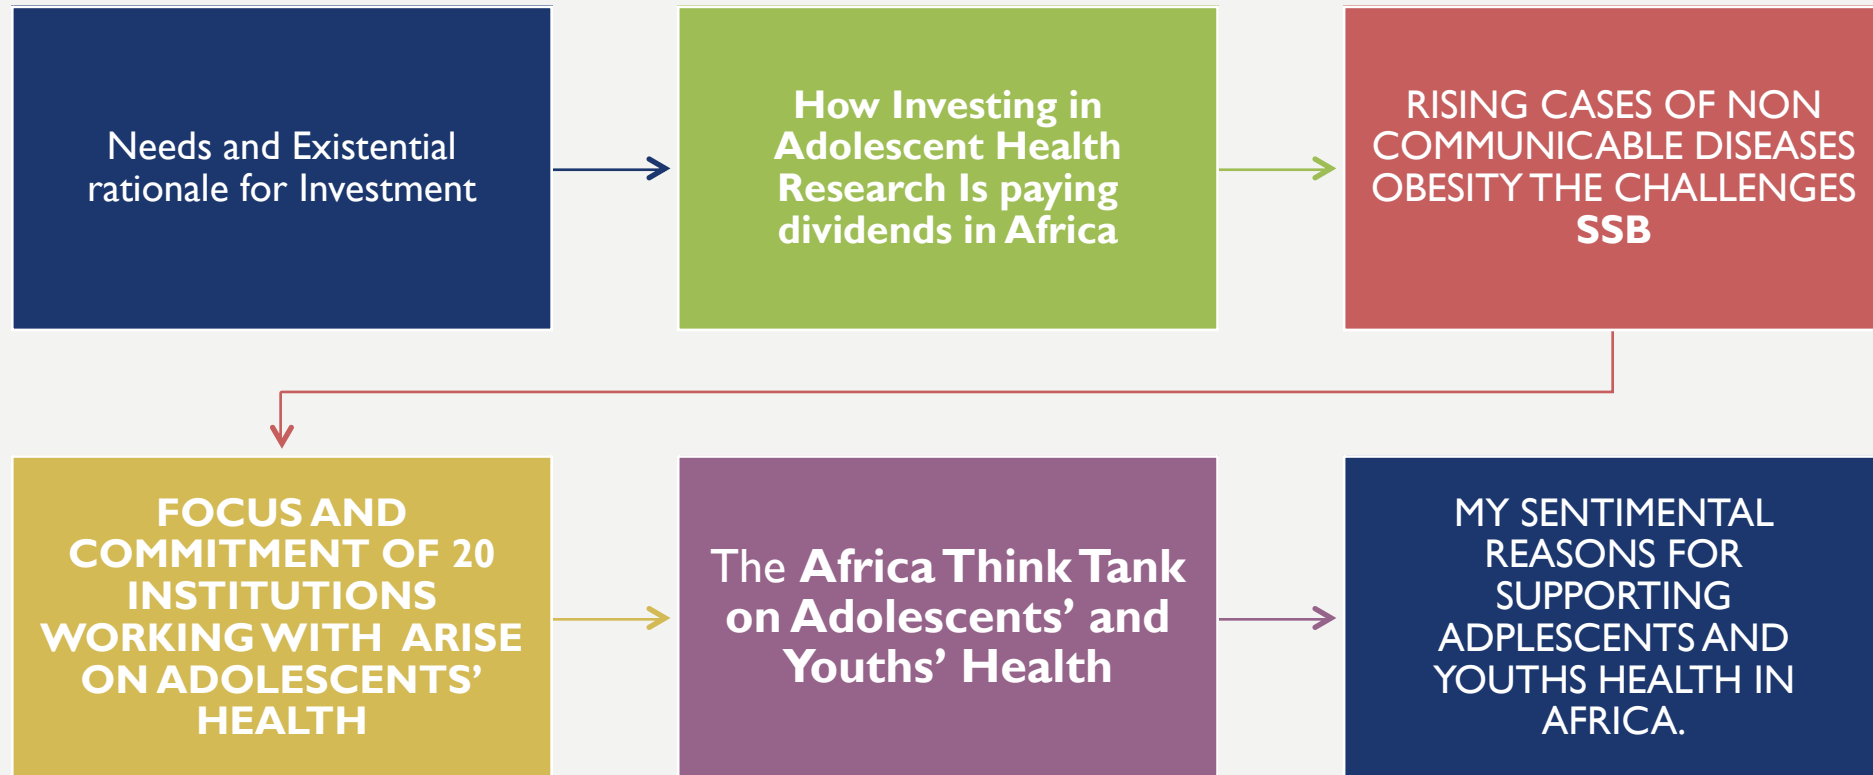 Needs and Existential
rationale for Investment
How Investing in
Adolescent Health
Research Is paying
dividends in Africa
RISING CASES OF NON
COMMUNICABLE DISEASES
OBESITY THE CHALLENGES
SSB
FOCUS AND
COMMITMENT OF 20
INSTITUTIONS
WORKING WITH ARISE
ON ADOLESCENTS’
HEALTH
The Africa Think Tank
on Adolescents’ and
Youths’ Health
MY SENTIMENTAL
REASONS FOR
SUPPORTING
ADPLESCENTS AND
YOUTHS HEALTH IN
AFRICA.